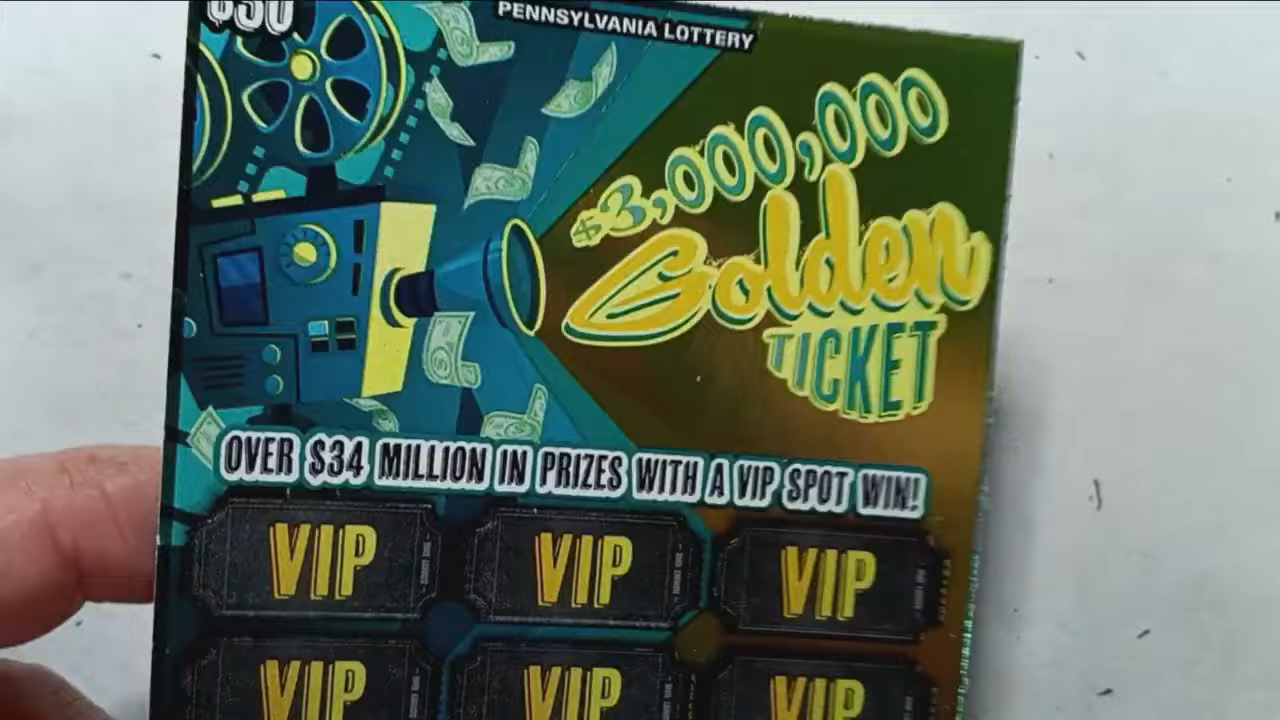 $30
PENNSYLVANIA LOTTERY
$3,000,000
Golden
TICKET
OVER $34 MILLION IN PRIZES WITH A VIP SPOT WIN!
VIP VIP VIP
VIP VIP VIP